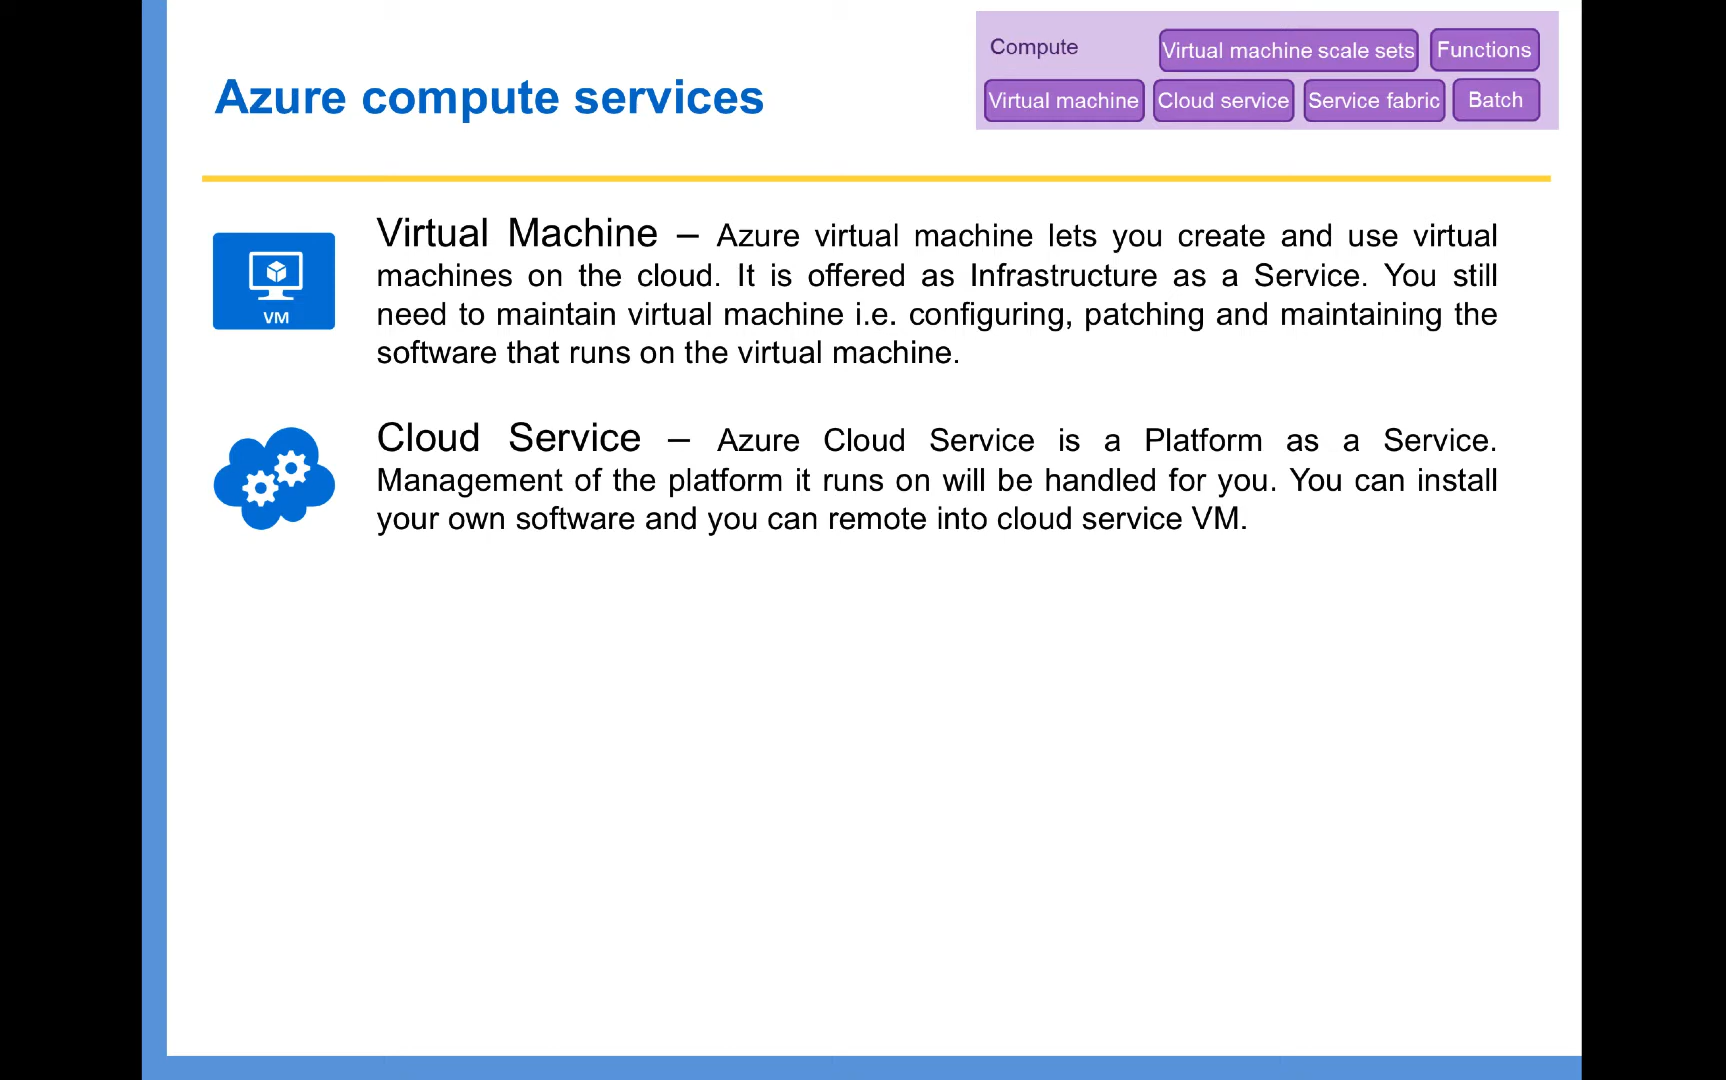 Compute
Virtual machine scale sets
Functions
Azure compute services
Virtual machine
Cloud service
Service fabric
Batch
Virtual Machine – Azure virtual machine lets you create and use virtual
machines on the cloud. It is offered as Infrastructure as a Service. You still
need to maintain virtual machine i.e. configuring, patching and maintaining the
software that runs on the virtual machine.
VM
Cloud Service – Azure Cloud Service is a Platform as a Service.
Management of the platform it runs on will be handled for you. You can install
your own software and you can remote into cloud service VM.